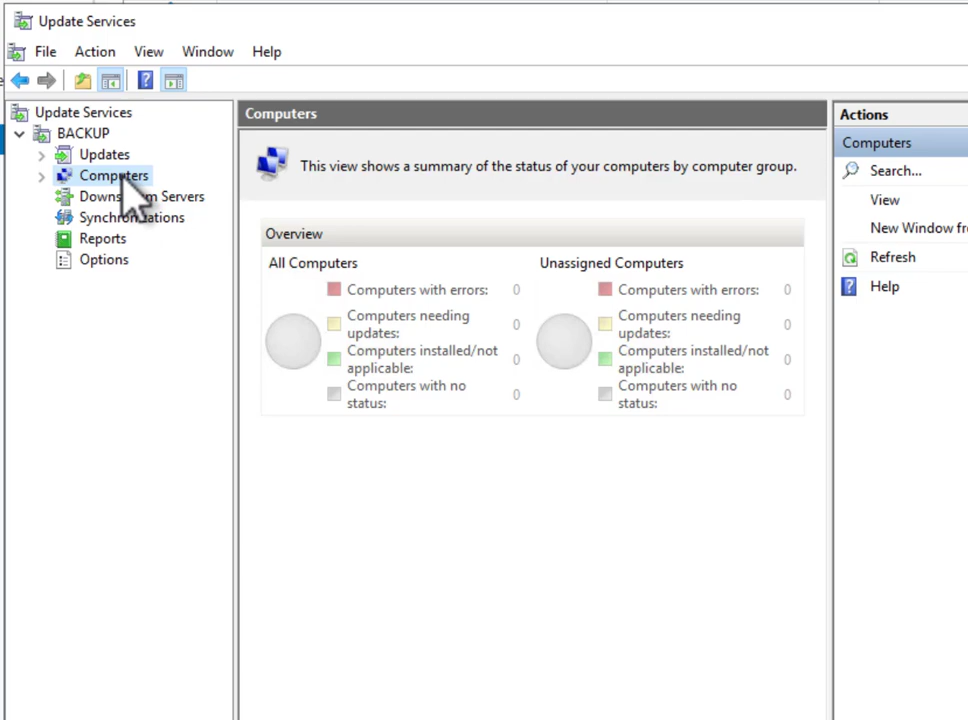 Update Services
File Action View Window Help
Update Services
BACKUP
Updates
Computers
Synchronizations
Reports
Options
Computers
This view shows a summary of the status of your computers by computer group.
Overview
All Computers
Computers with errors: 0
Computers needing
updates: 0
Computers installed/not
applicable: 0
Computers with no
status: 0
Unassigned Computers
Computers with errors: 0
Computers needing
updates: 0
Computers installed/not
applicable: 0
Computers with no
status: 0
Actions
Computers
Search...
View
New Window
Refresh
Help